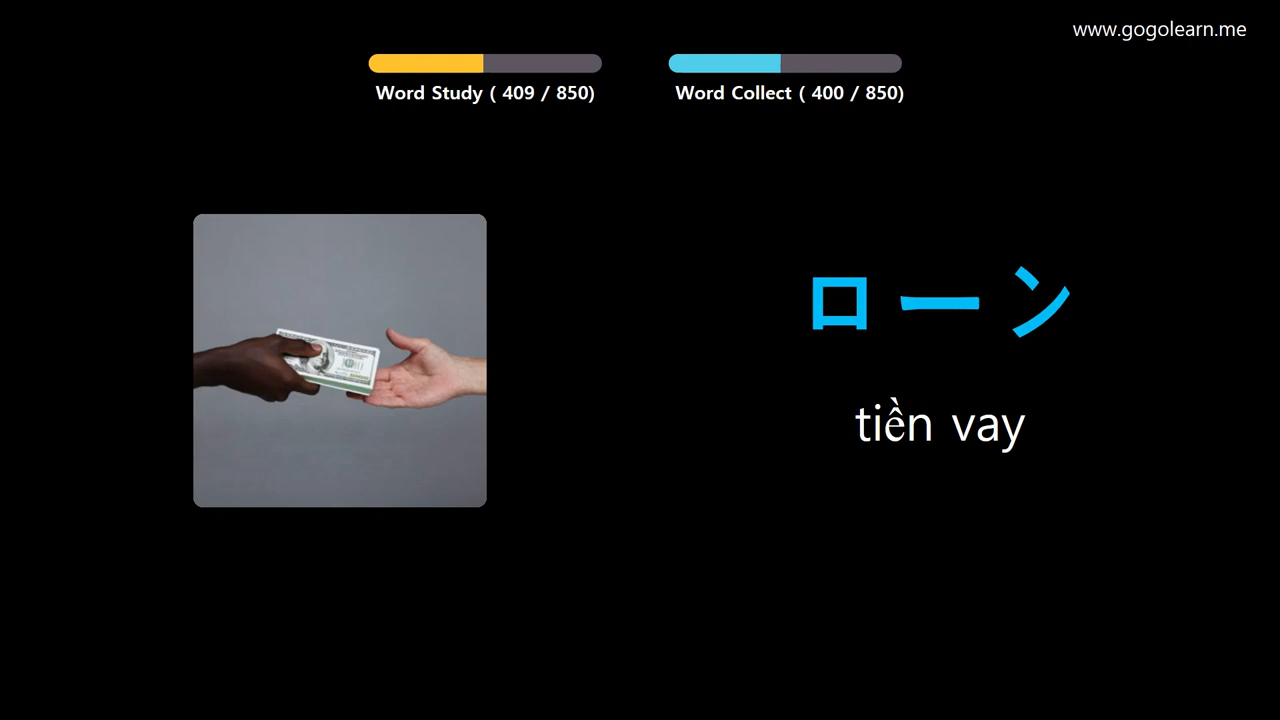 www.gogolearn.me
Word Study ( 409 / 850)
Word Collect ( 400 / 850)
ローン
tiền vay